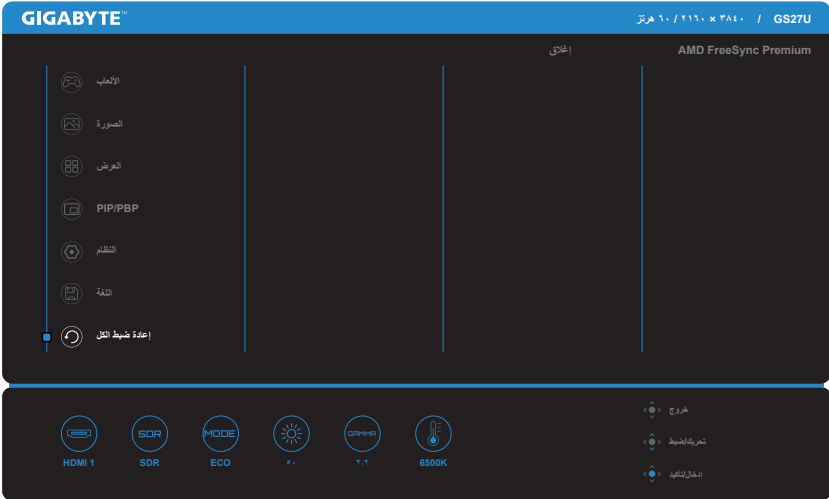 GIGABYTE™
GS27U / ٣٨٤٠ × ٢١٦٠ / ٦٠ هرتز
AMD FreeSync Premium إغلاق
الألعاب
الصورة
العرض
PIP/PBP
النظام
اللغة
إعادة ضبط الكل
خروج
تحريك/ضبط
إدخال/تأكيد
SDR MODE GAMMA
HDMI 1 SDR ECO ٥٠ ٢,٢ 6500K